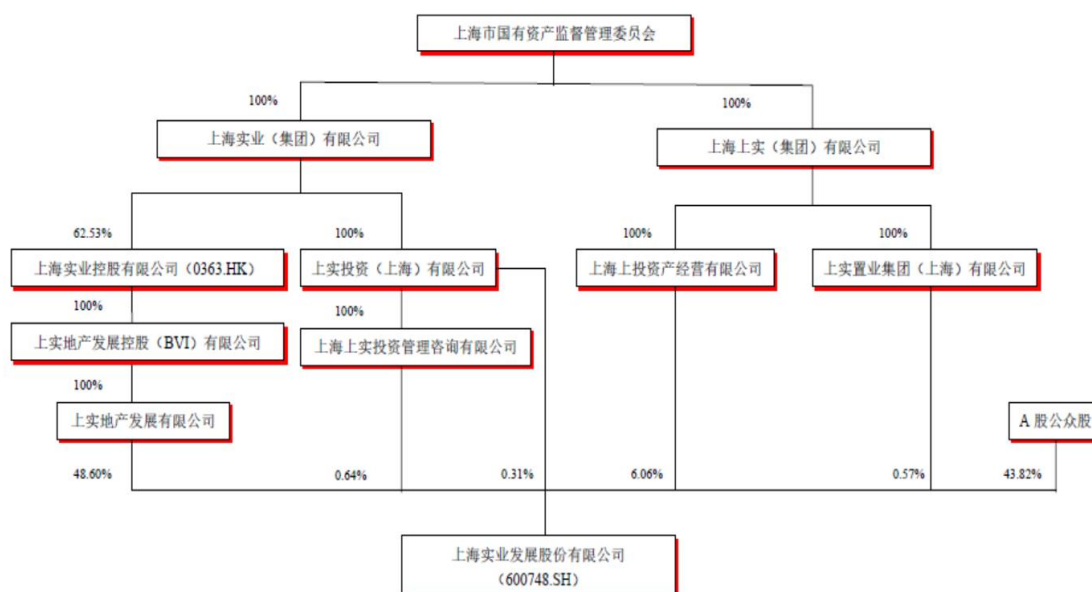 上海市国有资产监督管理委员会
100%
100%
上海实业（集团）有限公司
上海上实（集团）有限公司
62.53%
100%
100%
100%
上海实业控股有限公司（0363.HK）
上实投资（上海）有限公司
上海上投资产经营有限公司
上实置业集团（上海）有限公司
100%
100%
上实地产发展控股（BVI）有限公司
上海上实投资管理咨询有限公司
100%
上实地产发展有限公司
A 股公众股
48.60%
0.64%
0.31%
6.06%
0.57%
43.82%
上海实业发展股份有限公司
（600748.SH）